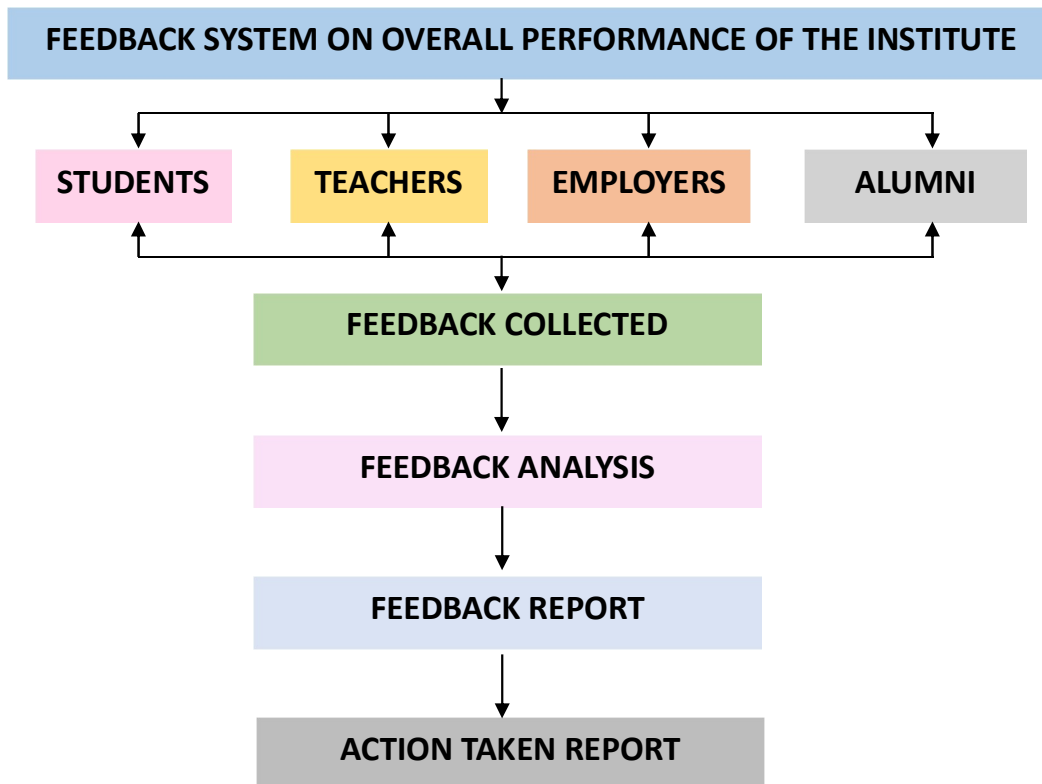 FEEDBACK SYSTEM ON OVERALL PERFORMANCE OF THE INSTITUTE
STUDENTS
TEACHERS
EMPLOYERS
ALUMNI
FEEDBACK COLLECTED
FEEDBACK ANALYSIS
FEEDBACK REPORT
ACTION TAKEN REPORT